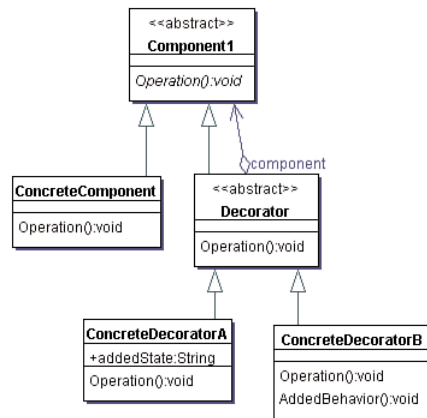 <<abstract>>
Component1
Operation():void
component
ConcreteComponent
Operation():void
<<abstract>>
Decorator
Operation():void
ConcreteDecoratorA
+addedState:String
Operation():void
ConcreteDecoratorB
Operation():void
AddedBehavior():void